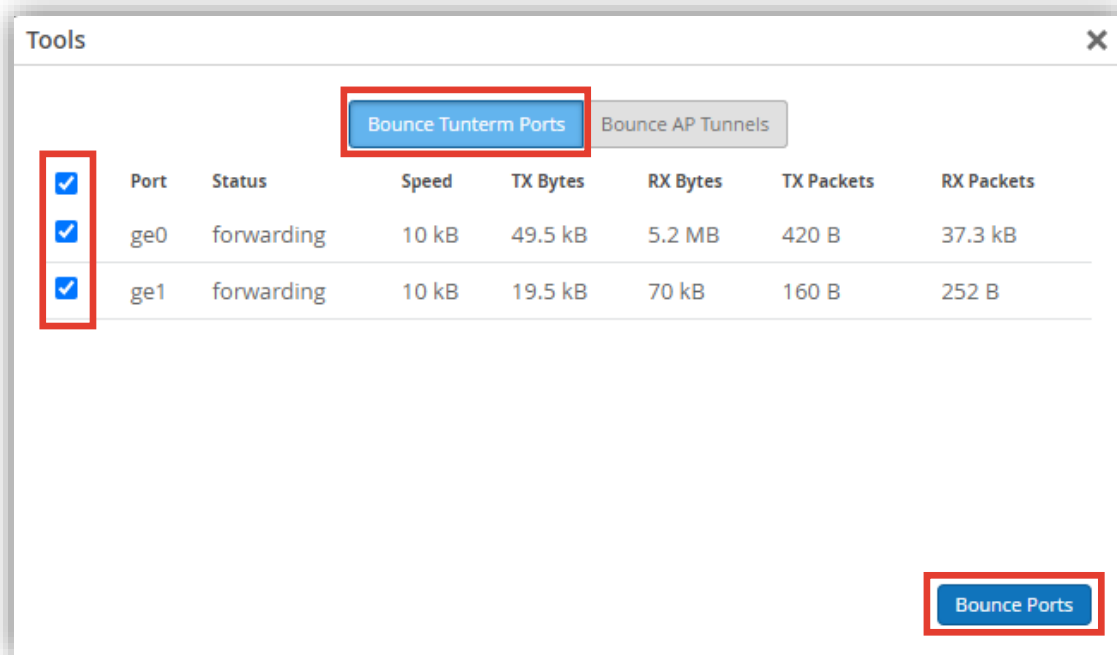 Tools
Bounce Tunterm Ports Bounce AP Tunnels
Port Status Speed TX Bytes RX Bytes TX Packets RX Packets
ge0 forwarding 10 kB 49.5 kB 5.2 MB 420 B 37.3 kB
ge1 forwarding 10 kB 19.5 kB 70 kB 160 B 252 B
Bounce Ports